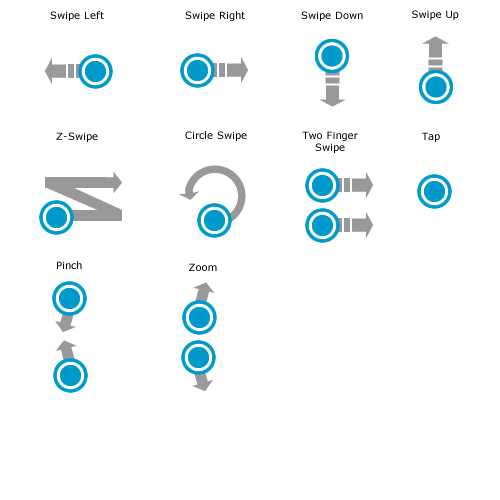 Swipe Left
Swipe Right
Swipe Down
Swipe Up
Z-Swipe
Circle Swipe
Two Finger
Swipe
Tap
Pinch
Zoom